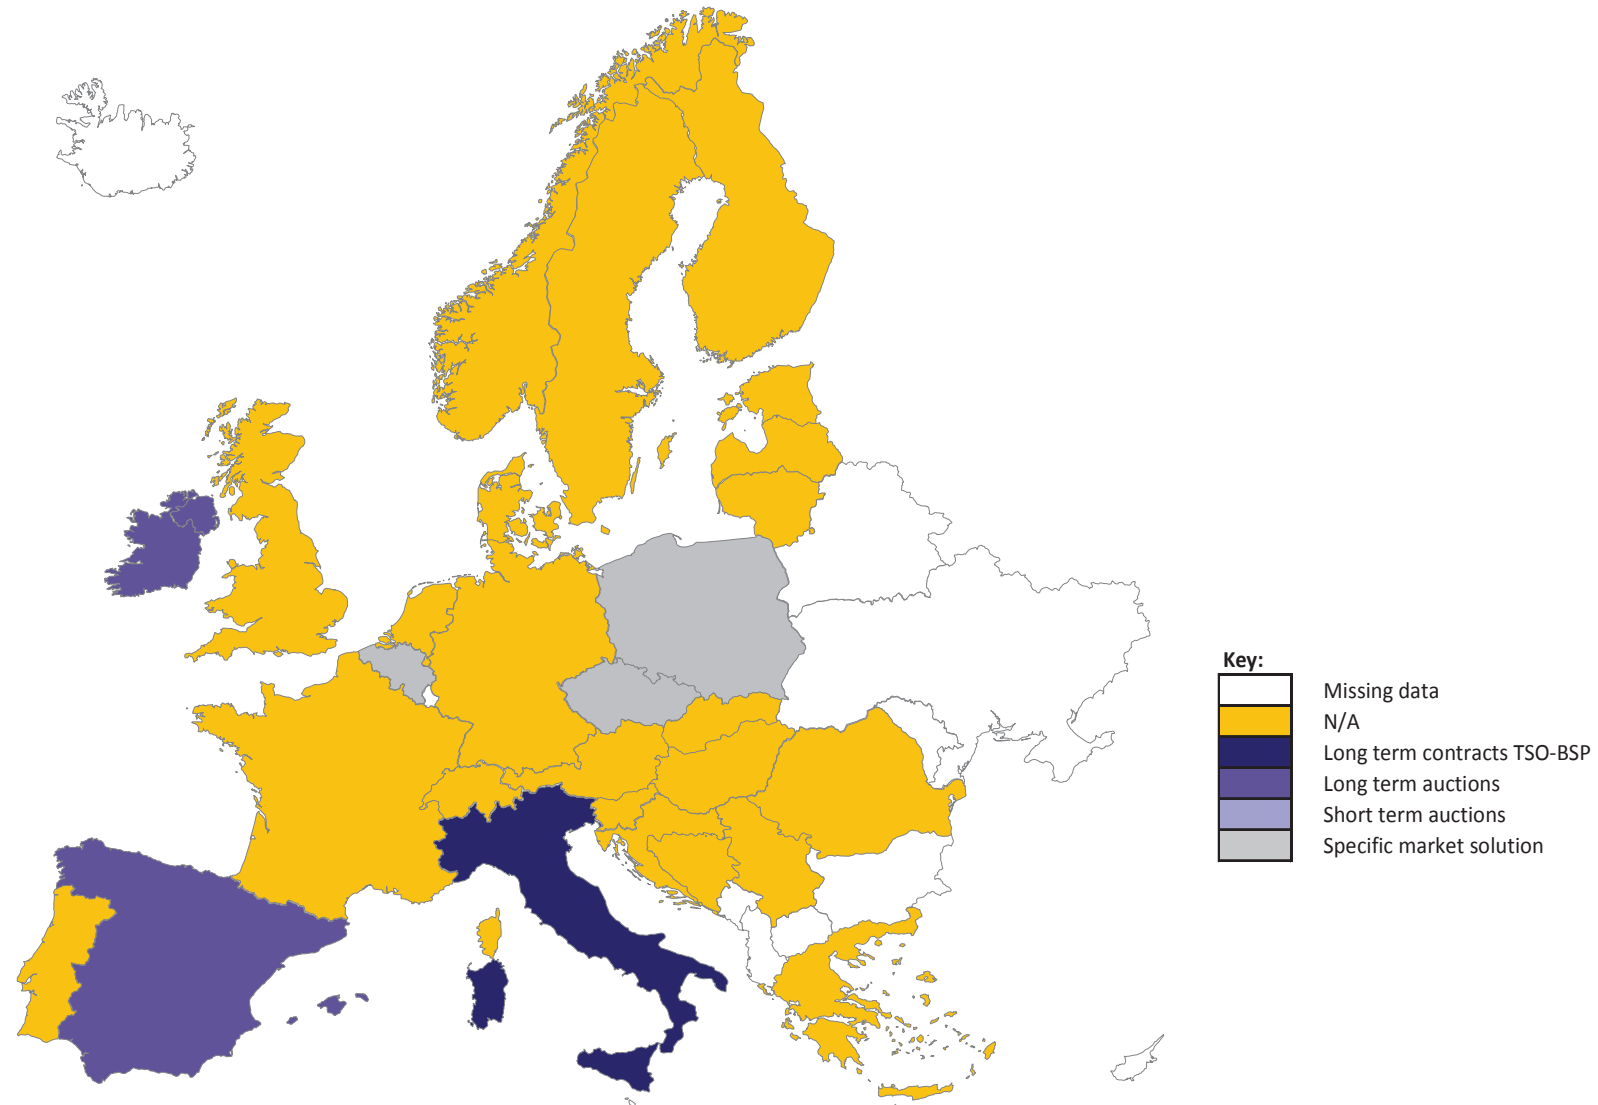 Key:
Missing data
N/A
Long term contracts TSO-BSP
Long term auctions
Short term auctions
Specific market solution